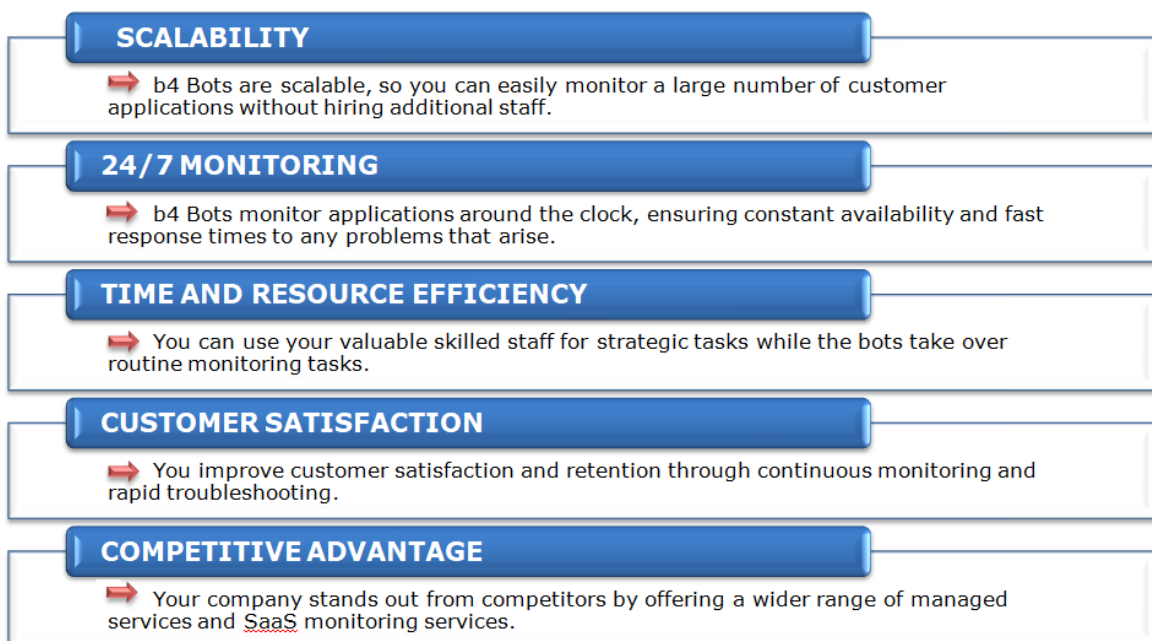 SCALABILITY
b4 Bots are scalable, so you can easily monitor a large number of customer
applications without hiring additional staff.
24/7 MONITORING
b4 Bots monitor applications around the clock, ensuring constant availability and fast
response times to any problems that arise.
TIME AND RESOURCE EFFICIENCY
You can use your valuable skilled staff for strategic tasks while the bots take over
routine monitoring tasks.
CUSTOMER SATISFACTION
You improve customer satisfaction and retention through continuous monitoring and
rapid troubleshooting.
COMPETITIVE ADVANTAGE
Your company stands out from competitors by offering a wider range of managed
services and SaaS monitoring services.